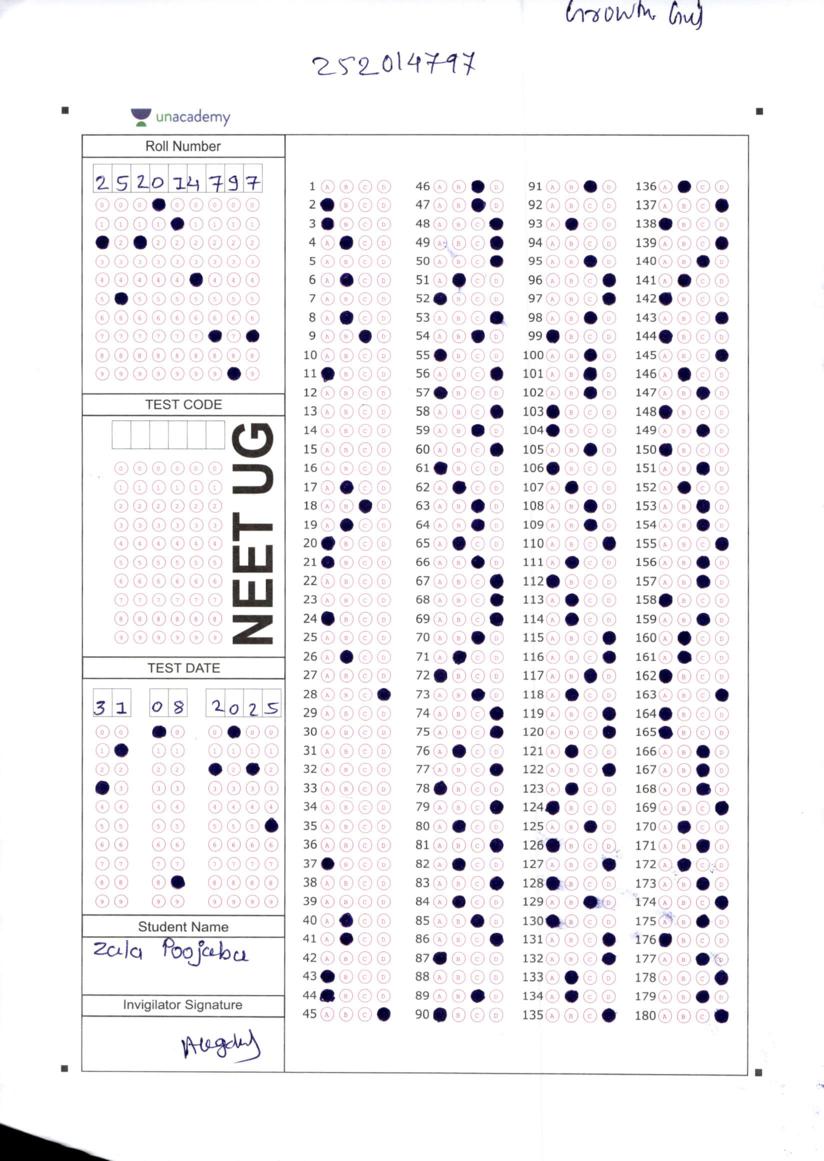 Growth
252014797
unacademy
Roll Number
2 5 2 0 1 4 7 9 7
TEST CODE
NEET UG
TEST DATE
3 1 0 8 2 0 2 5
Student Name
Zala Poojaba
Invigilator Signature
1 A B C D 46 A B D 91 A B D 136 A C D
2 B C D 47 A B D 92 A B C D 137 A B C
3 B C D 48 A B C 93 A C D 138 B C D
4 A C D 49 A B C 94 A B C D 139 A B C
5 A B C D 50 A B C 95 A B D 140 A B D
6 A C D 51 A C D 96 A B C 141 A C D
7 A B C D 52 B C D 97 A B C 142 B C D
8 A C D 53 A B C 98 A B D 143 A B C
9 A B D 54 A B D 99 B C D 144 B C D
10 A B C D 55 B C D 100 A B D 145 A B C
11 B C D 56 A B C 101 A B D 146 A C D
12 A B C D 57 B C D 102 A B D 147 A B D
13 A B C D 58 A B C 103 B C D 148 B C D
14 A B C D 59 A B D 104 B C D 149 A B D
15 A B C D 60 A B C 105 A B D 150 B C D
16 A B C D 61 B C D 106 B C D 151 A B D
17 A C D 62 A C D 107 A C D 152 A C D
18 A B D 63 A B D 108 A B D 153 A B D
19 A C D 64 A B D 109 A B D 154 A B D
20 B C D 65 A C D 110 A B C 155 A B C
21 B C D 66 A B D 111 A C D 156 A B D
22 A B C D 67 A B C 112 B C D 157 A B D
23 A B C D 68 A B C 113 A C D 158 B C D
24 B C D 69 A B C 114 A C D 159 A B D
25 A B C D 70 A B D 115 A B C 160 A C D
26 A C D 71 A C D 116 A B C 161 A C D
27 A B C D 72 B C D 117 A B D 162 B C D
28 A B C 73 A B D 118 A C D 163 A B C
29 A B C D 74 A B C 119 A B C 164 B C D
30 A B C D 75 A B C 120 A B C 165 B C D
31 A B C D 76 A C D 121 A C D 166 A B D
32 A B C D 77 A B C 122 A B C 167 A B D
33 A B C D 78 B C D 123 A C D 168 A B D
34 A B C D 79 A B C 124 B C D 169 A B C
35 A B C D 80 A C D 125 A B D 170 A C D
36 A B C D 81 A B C 126 B C D 171 A B D
37 B C D 82 A C D 127 A B C 172 A C D
38 A B C D 83 A B C 128 B C D 173 A B D
39 A B C D 84 A C D 129 A B D 174 A B C
40 A C D 85 A B D 130 B C D 175 A B D
41 A C D 86 A B C 131 A B C 176 B C D
42 A B C D 87 B C D 132 A B C 177 A B D
43 B C D 88 A B C D 133 A C D 178 A B C
44 B C D 89 A B D 134 A C D 179 A B D
45 A B C 90 B C D 135 A B C 180 A B C